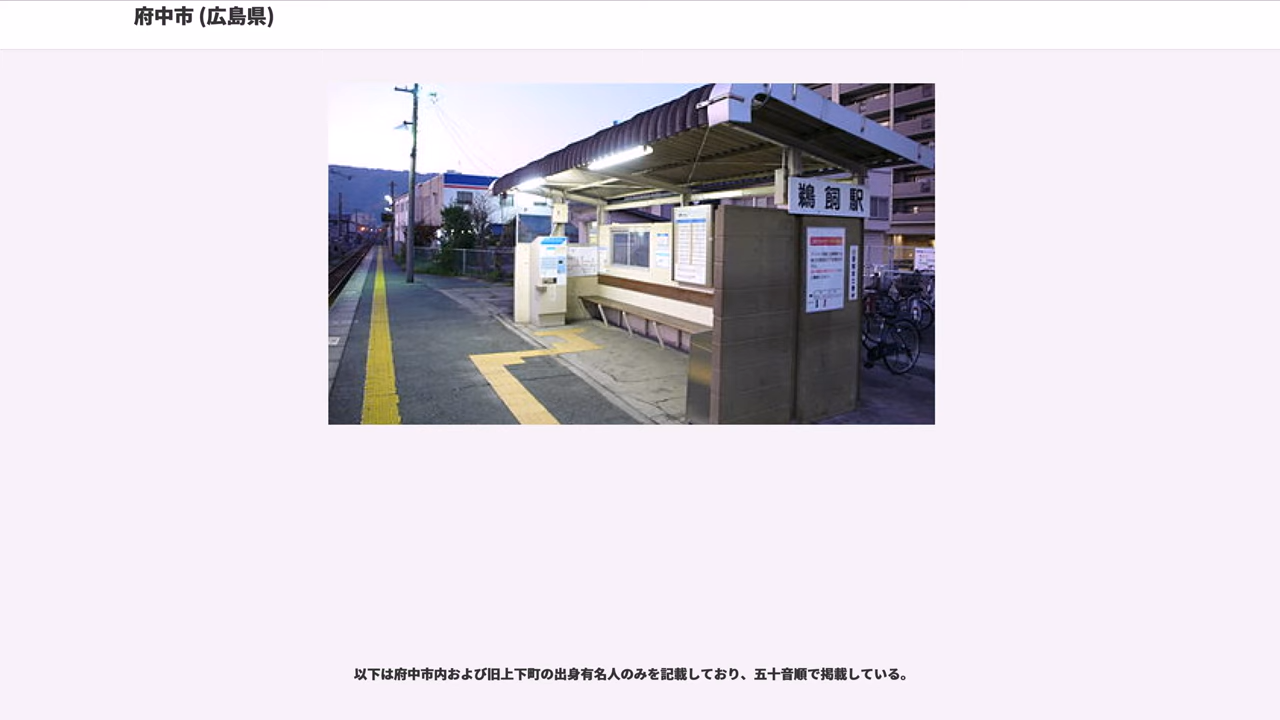 府中市 (広島県)
鵜飼駅
以下は府中市内および旧上下町の出身有名人のみを記載しており、五十音順で掲載している。